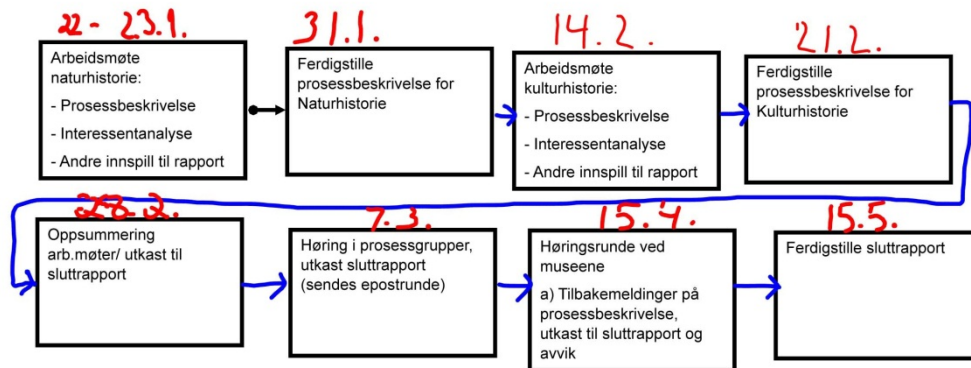 22-23.1.
Arbeidsmøte
naturhistorie:
- Prosessbeskrivelse
- Interessentanalyse
- Andre innspill til rapport
31.1.
Ferdigstille
prosessbeskrivelse for
Naturhistorie
14.2.
Arbeidsmøte
kulturhistorie:
- Prosessbeskrivelse
- Interessentanalyse
- Andre innspill til rapport
21.2.
Ferdigstille
prosessbeskrivelse for
Kulturhistorie
28.2.
Oppsummering
arb.møter/ utkast til
sluttrapport
7.3.
Høring i prosessgrupper,
utkast sluttrapport
(sendes epostrunde)
15.4.
Høringsrunde ved
museene
a) Tilbakemeldinger på
prosessbeskrivelse,
utkast til sluttrapport og
avvik
15.5.
Ferdigstille sluttrapport